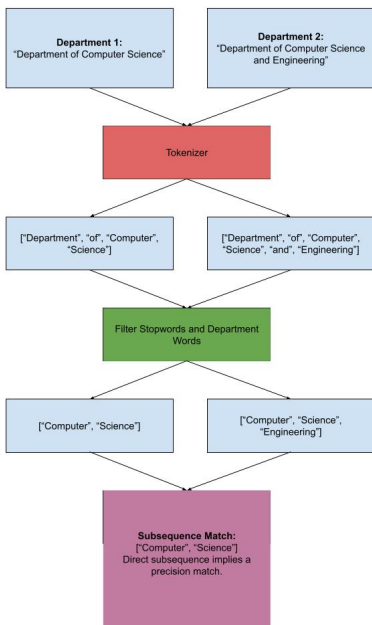 Department 1:
“Department of Computer Science”
Department 2:
“Department of Computer Science
and Engineering”
Tokenizer
[“Department”, “of”, “Computer”,
“Science”]
[“Department”, “of”, “Computer”,
“Science”, “and”, “Engineering”]
Filter Stopwords and Department
Words
[“Computer”, “Science”]
[“Computer”, “Science”,
“Engineering”]
Subsequence Match:
[“Computer”, “Science”]
Direct subsequence implies a
precision match.